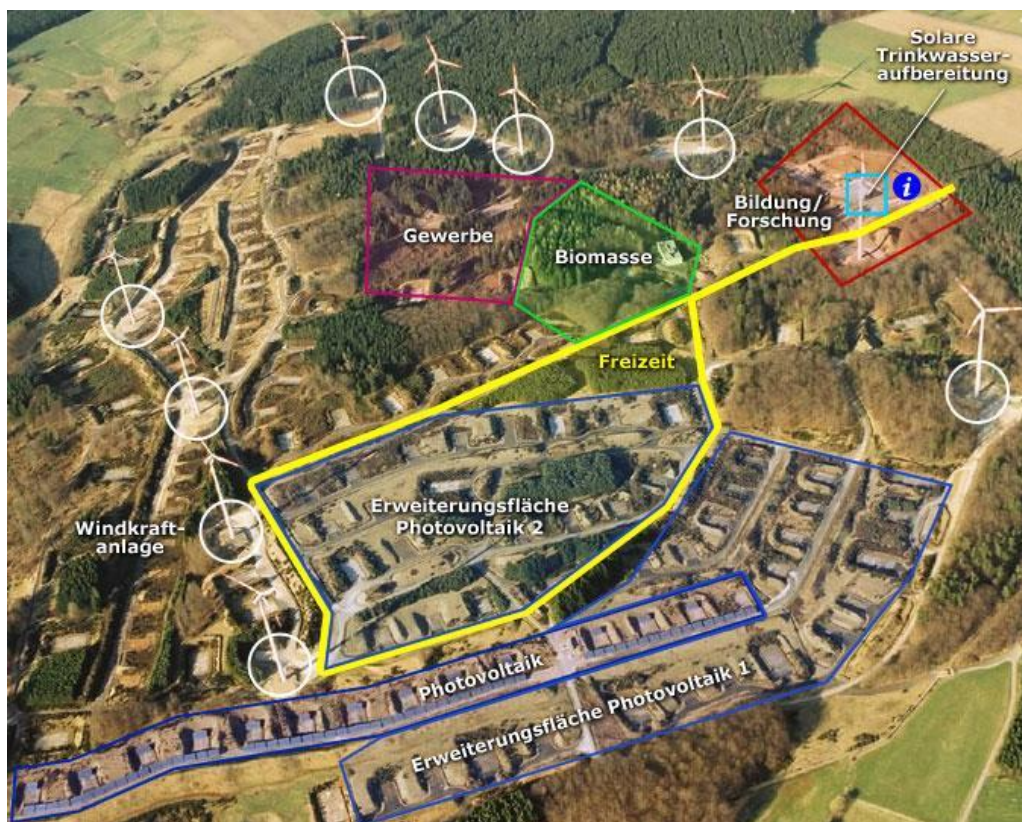 Solare
Trinkwasser-
aufbereitung
i
Bildung/
Forschung
Gewerbe
Biomasse
Freizeit
Erweiterungsfläche
Photovoltaik 2
Windkraft-
anlage
Photovoltaik
Erweiterungsfläche Photovoltaik 1